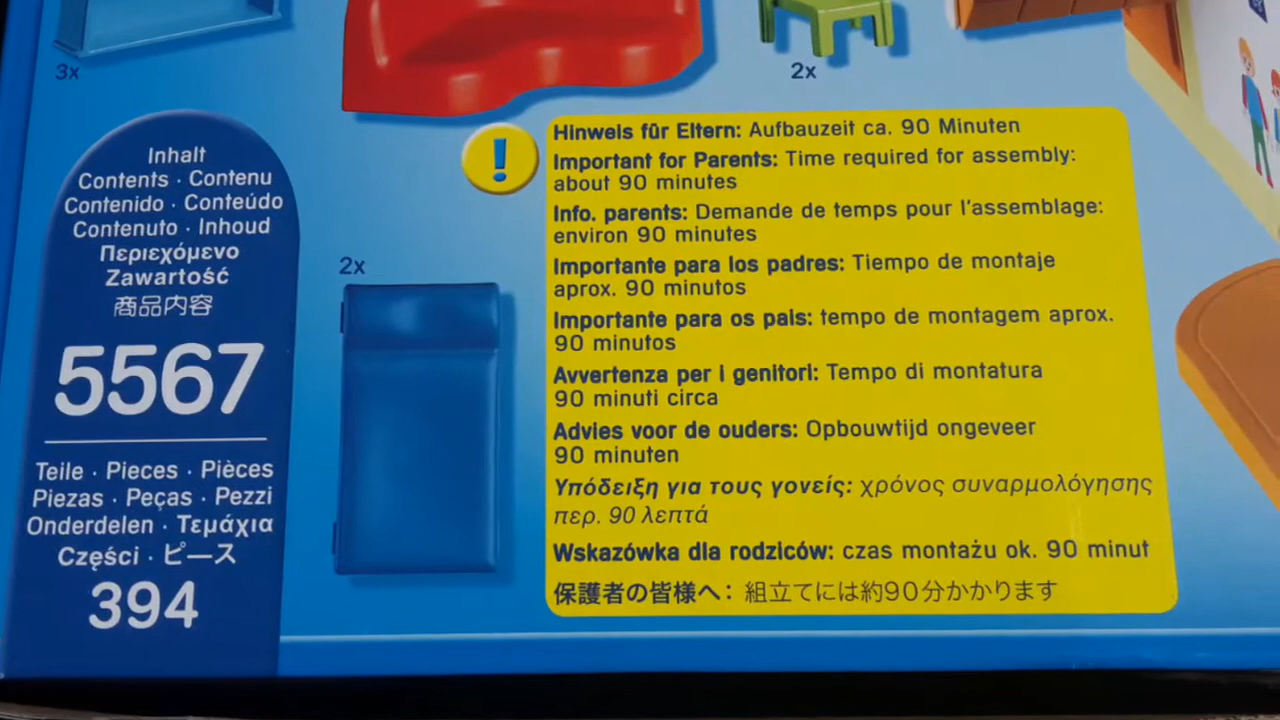 3x
2x
Inhalt
Contents · Contenu
Contenido · Conteúdo
Contenuto · Inhoud
Περιεχόμενο
Zawartość
商品内容
5567
Teile · Pieces · Pièces
Piezas · Peças · Pezzi
Onderdelen · Τεμάχια
Części · ピース
394
2x
!
Hinweis für Eltern: Aufbauzeit ca. 90 Minuten
Important for Parents: Time required for assembly:
about 90 minutes
Info. parents: Demande de temps pour l'assemblage:
environ 90 minutes
Importante para los padres: Tiempo de montaje
aprox. 90 minutos
Importante para os pais: tempo de montagem aprox.
90 minutos
Avvertenza per i genitori: Tempo di montatura
90 minuti circa
Advies voor de ouders: Opbouwtijd ongeveer
90 minuten
Υπόδειξη για τους γονείς: χρόνος συναρμολόγησης
περ. 90 λεπτά
Wskazówka dla rodziców: czas montażu ok. 90 minut
保護者の皆様へ：組立てには約90分かかります